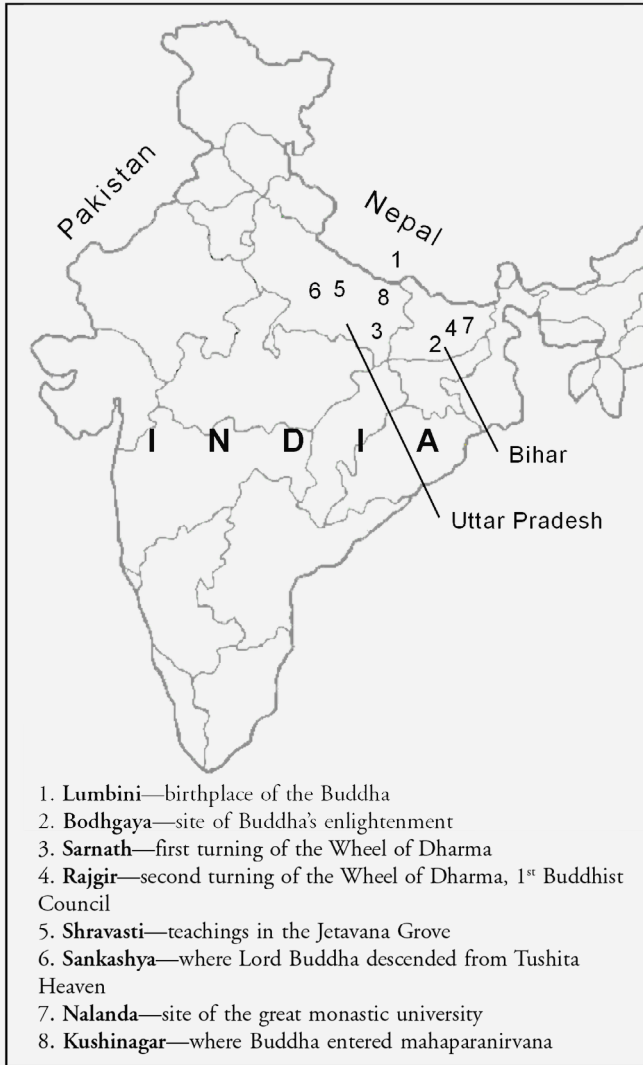 Pakistan
Nepal
1
6 5 8
3
4 7
2
I N D I A
Bihar
Uttar Pradesh
1. Lumbini—birthplace of the Buddha
2. Bodhgaya—site of Buddha's enlightenment
3. Sarnath—first turning of the Wheel of Dharma
4. Rajgir—second turning of the Wheel of Dharma, 1st Buddhist
Council
5. Shravasti—teachings in the Jetavana Grove
6. Sankashya—where Lord Buddha descended from Tushita
Heaven
7. Nalanda—site of the great monastic university
8. Kushinagar—where Buddha entered mahaparanirvana